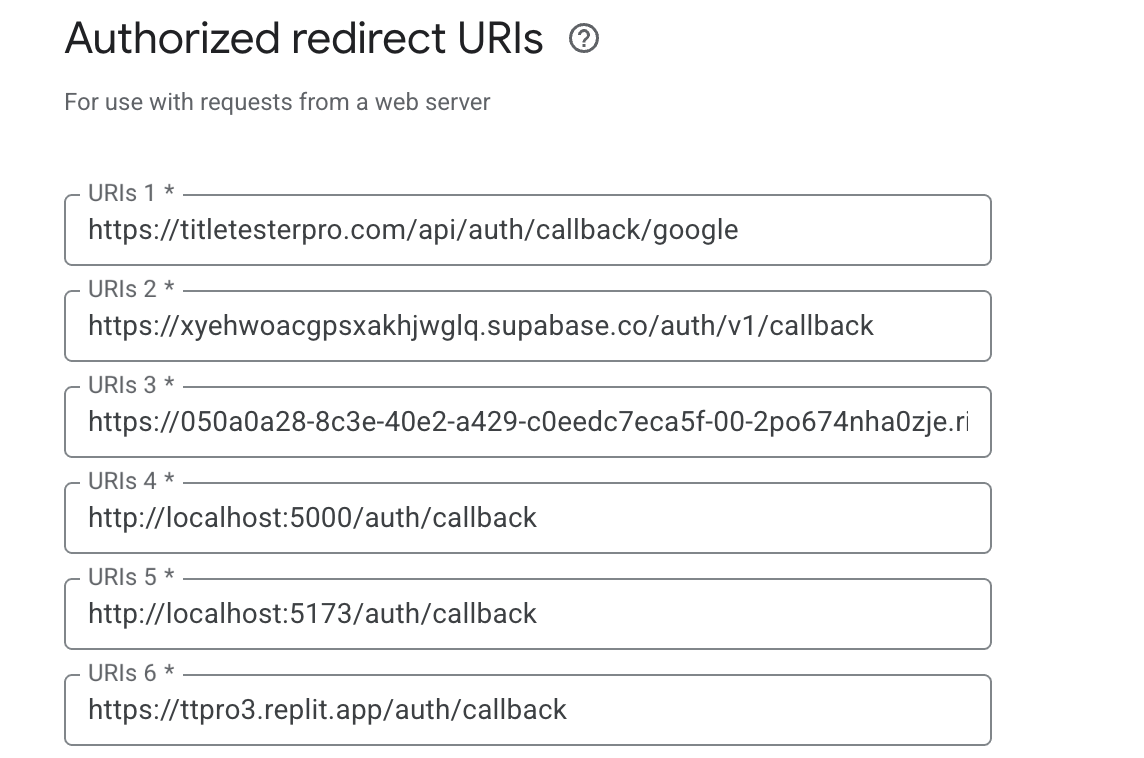 Authorized redirect URIs
For use with requests from a web server
URIs 1 *
https://titletesterpro.com/api/auth/callback/google
URIs 2 *
https://xyehwoacgpsxakhjwglq.supabase.co/auth/v1/callback
URIs 3 *
https://050a0a28-8c3e-40e2-a429-c0eedc7eca5f-00-2po674nha0zje.ri
URIs 4 *
http://localhost:5000/auth/callback
URIs 5 *
http://localhost:5173/auth/callback
URIs 6 *
https://ttpro3.replit.app/auth/callback